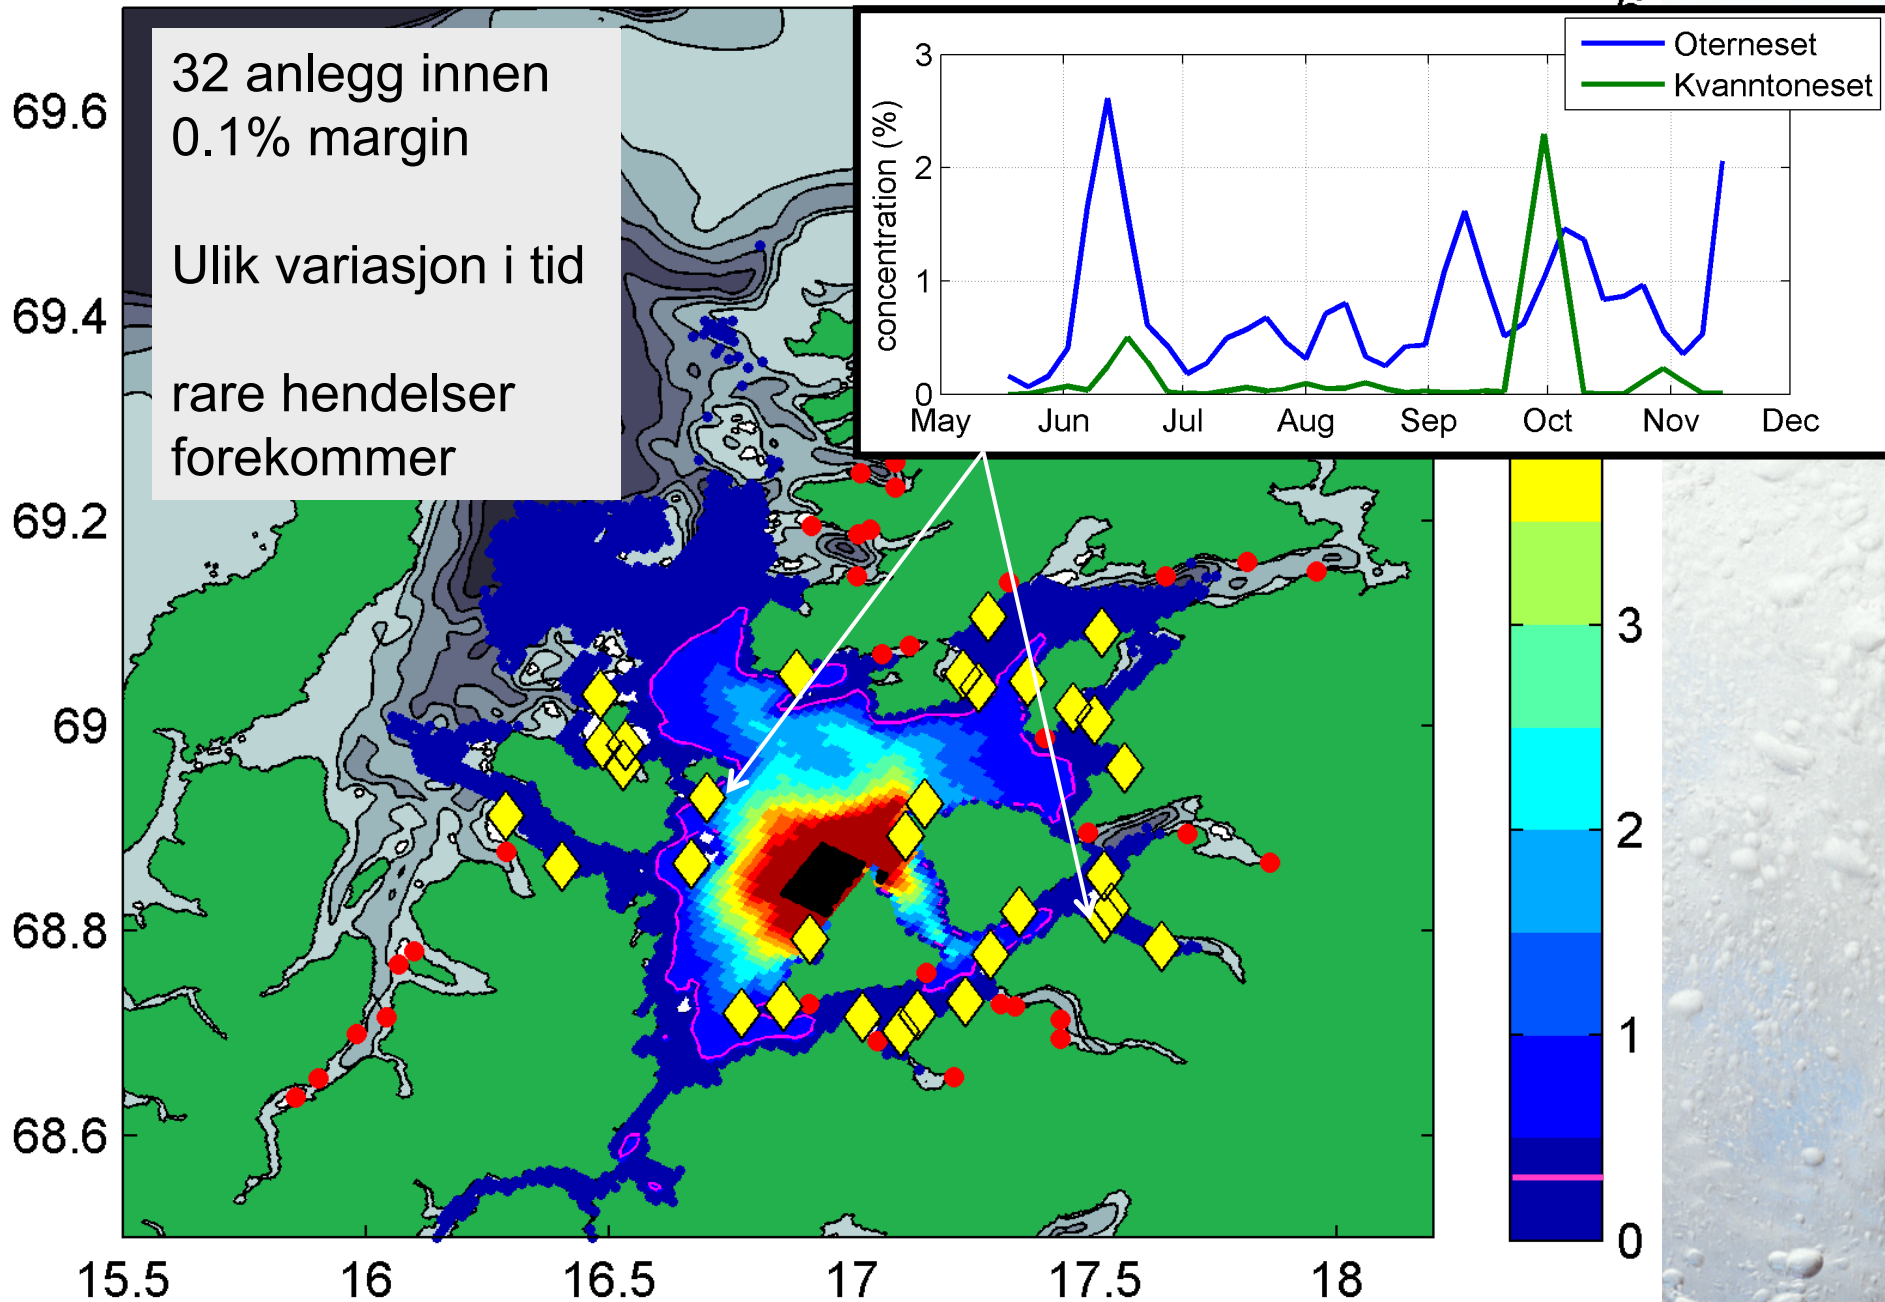 32 anlegg innen
0.1% margin
Ulik variasjon i tid
rare hendelser
forekommer
Oterneset
Kvanntoneset
concentration (%)
3
2
1
0
May Jun Jul Aug Sep Oct Nov Dec
69.6
69.4
69.2
69
68.8
68.6
15.5 16 16.5 17 17.5 18
3
2
1
0